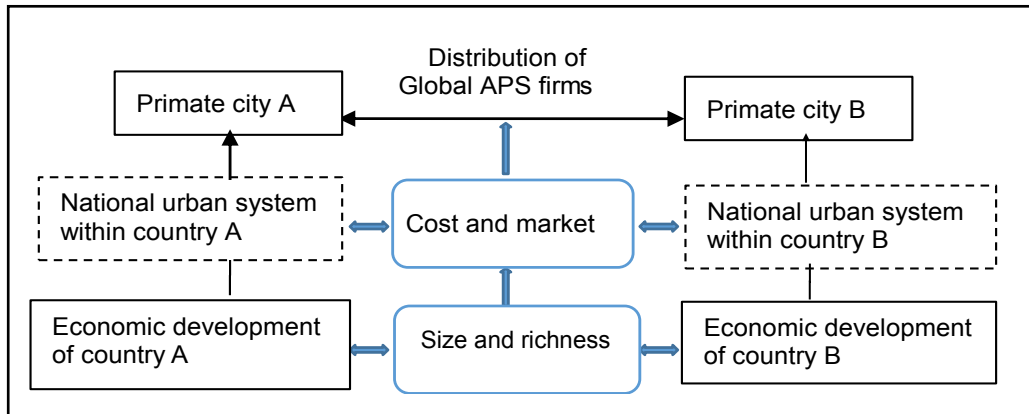 Distribution of
Global APS firms
Primate city A
Primate city B
National urban system
within country A
Cost and market
National urban system
within country B
Economic development
of country A
Size and richness
Economic development
of country B